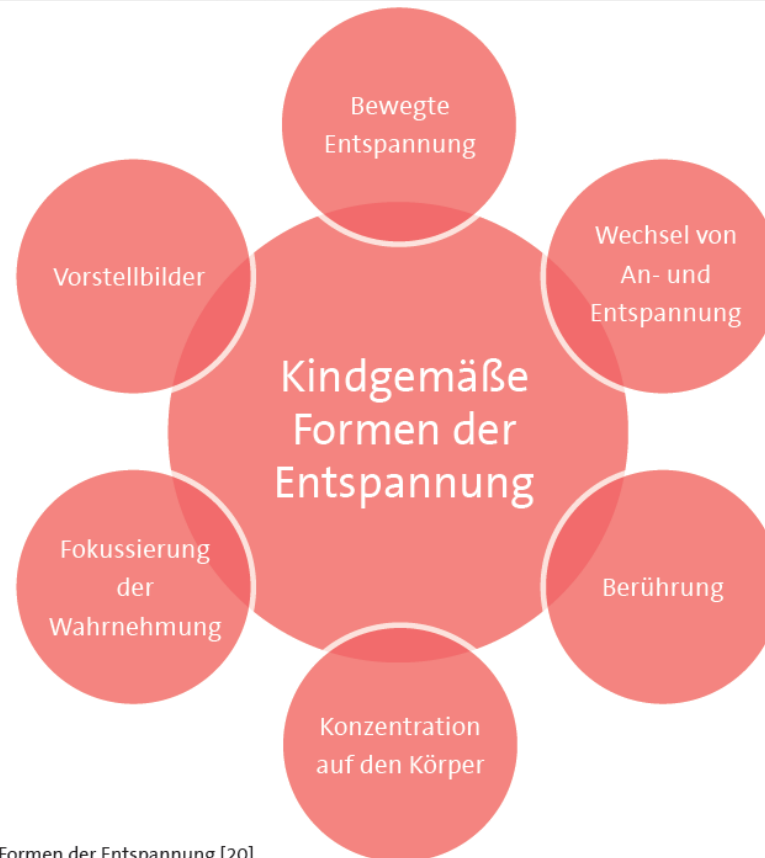 Bewegte
Entspannung
Wechsel von
An- und
Entspannung
Vorstellbilder
Kindgemäße
Formen der
Entspannung
Fokussierung
der
Wahrnehmung
Berührung
Konzentration
auf den Körper
Formen der Entspannung [20]